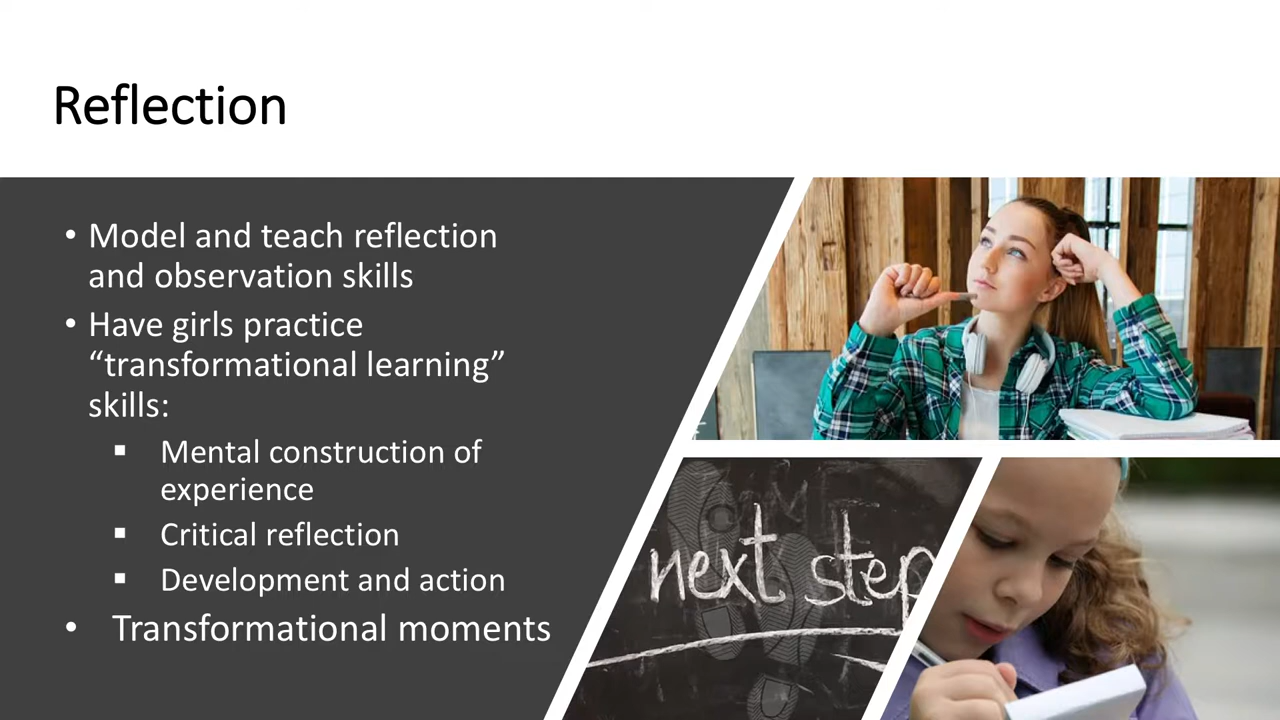 Reflection
• Model and teach reflection
and observation skills
• Have girls practice
“transformational learning”
skills:
▪ Mental construction of
experience
▪ Critical reflection
▪ Development and action
• Transformational moments
next step